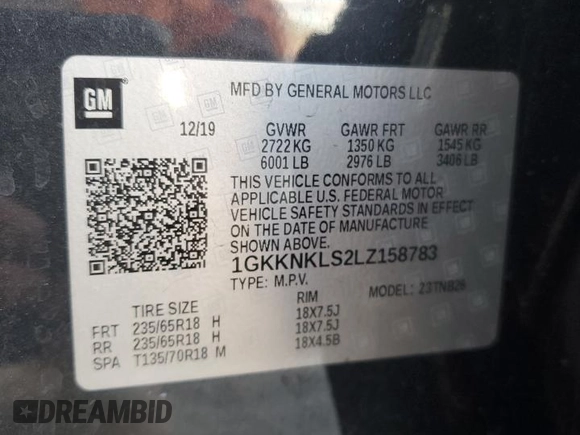 GM
MFD BY GENERAL MOTORS LLC
12/19 GVWR GAWR FRT GAWR RR
2722 KG 1350 KG 1545 KG
6001 LB 2976 LB 3406 LB
THIS VEHICLE CONFORMS TO ALL
APPLICABLE U.S. FEDERAL MOTOR
VEHICLE SAFETY STANDARDS IN EFFECT
ON THE DATE OF MANUFACTURE
1GKKNKLS2LZ158783
TYPE: M.P.V. MODEL: 23TNB26
TIRE SIZE RIM
FRT 235/65R18 H 18X7.5J
RR 235/65R18 H 18X7.5J
SPA T135/70R18 M 18X4.5B
DREAMBID